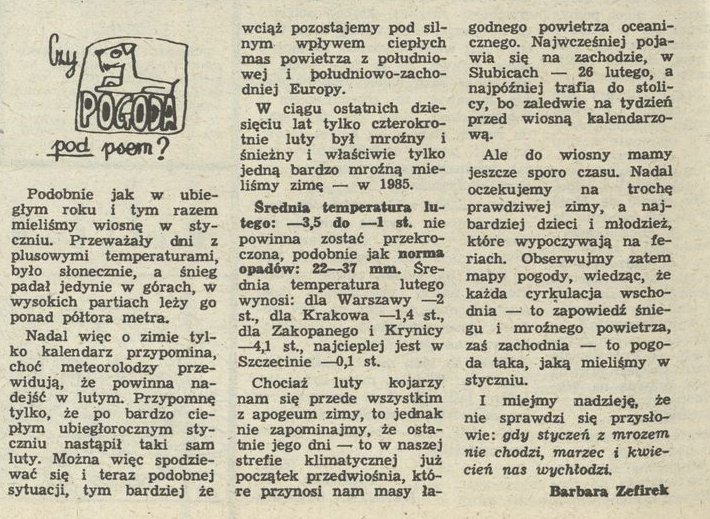 Czy
POGODA
pod psem?
Podobnie jak w ubie-
głym roku i tym razem
mieliśmy wiosnę w sty-
czniu. Przeważały dni z
plusowymi temperaturami,
było słonecznie, a śnieg
padał jedynie w górach, w
wysokich partiach leży go
ponad półtora metra.
Nadal więc o zimie tyl-
ko kalendarz przypomina,
choć meteorolodzy prze-
widują, że powinna na-
dejść w lutym. Przypomnę
tylko, że po bardzo cie-
płym ubiegłorocznym sty-
czniu nastąpił taki sam
luty. Można więc spodzie-
wać się i teraz podobnej
sytuacji, tym bardziej że
wciąż pozostajemy pod sil-
nym wpływem ciepłych
mas powietrza z południo-
wej i południowo-zacho-
dniej Europy.
W ciągu ostatnich dzie-
sięciu lat tylko czterokro-
tnie luty był mroźny i
śnieżny i właściwie tylko
jedną bardzo mroźną mie-
liśmy zimę — w 1985.
Średnia temperatura lu-
tego: —3,5 do —1 st. nie
powinna zostać przekro-
czona, podobnie jak norma
opadów: 22—37 mm. Śre-
dnia temperatura lutego
wynosi: dla Warszawy —2
st., dla Krakowa —1,4 st.,
dla Zakopanego i Krynicy
—4,1 st., najcieplej jest w
Szczecinie —0,1 st.
Chociaż luty kojarzy
nam się przede wszystkim
z apogeum zimy, to jednak
nie zapominajmy, że osta-
tnie jego dni — to w naszej
strefie klimatycznej już
początek przedwiośnia, któ-
re przynosi nam masy ła-
godnego powietrza oceani-
cznego. Najwcześniej poja-
wia się na zachodzie, w
Słubicach — 26 lutego, a
najpóźniej trafia do stoli-
cy, bo zaledwie na tydzień
przed wiosną kalendarzo-
wą.
Ale do wiosny mamy
jeszcze sporo czasu. Nadal
oczekujemy na trochę
prawdziwej zimy, a naj-
bardziej dzieci i młodzież,
które wypoczywają na fe-
riach. Obserwujmy zatem
mapy pogody, wiedząc, że
każda cyrkulacja wscho-
dnia — to zapowiedź śnie-
gu i mroźnego powietrza,
zaś zachodnia — to pogo-
da taka, jaką mieliśmy w
styczniu.
I miejmy nadzieję, że
nie sprawdzi się przysło-
wie: gdy styczeń z mrozem
nie chodzi, marzec i kwie-
cień nas wychłodzi.
Barbara Zefirek